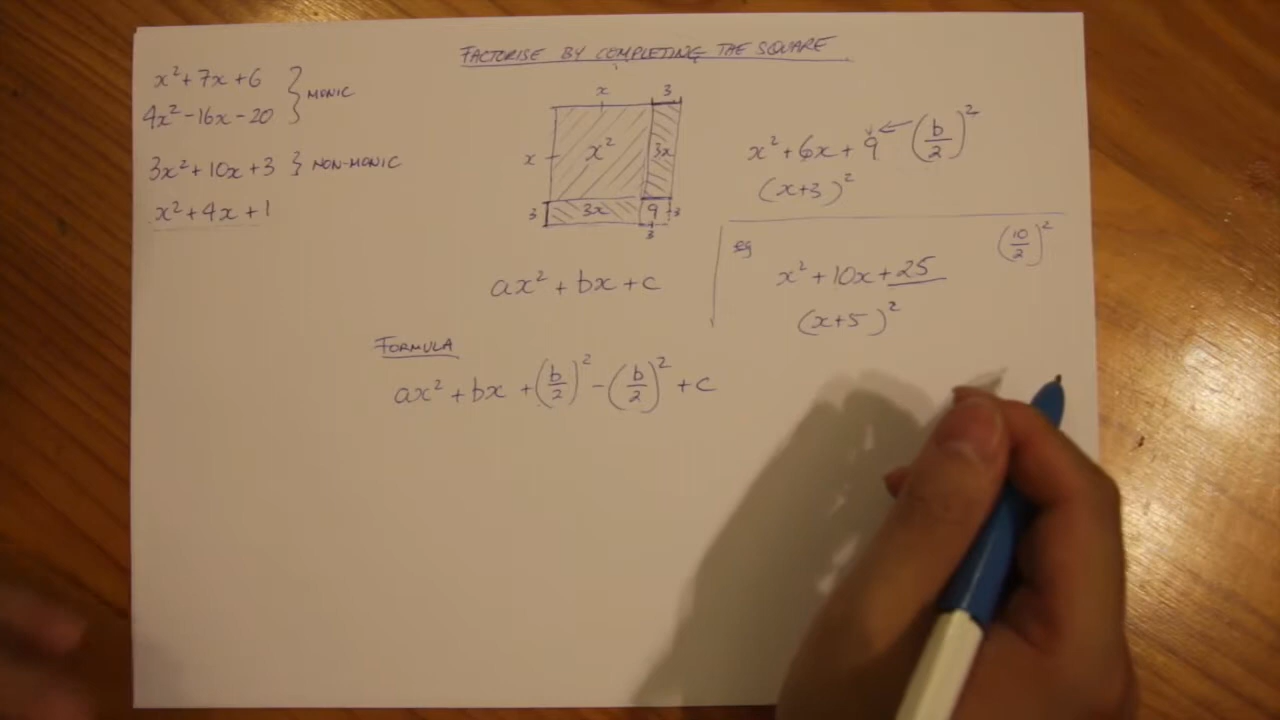 FACTORISE BY COMPLETING THE SQUARE
x² + 7x + 6
4x² - 16x - 20
} MONIC
3x² + 10x + 3 } NON-MONIC
x² + 4x + 1
x 3
x x² 3x
3 3x 9 3
3
ax² + bx + c
x² + 6x + 9 ← (b/2)²
(x+3)²
eg
(10/2)²
x² + 10x + 25
(x+5)²
FORMULA
ax² + bx + (b/2)² - (b/2)² + c